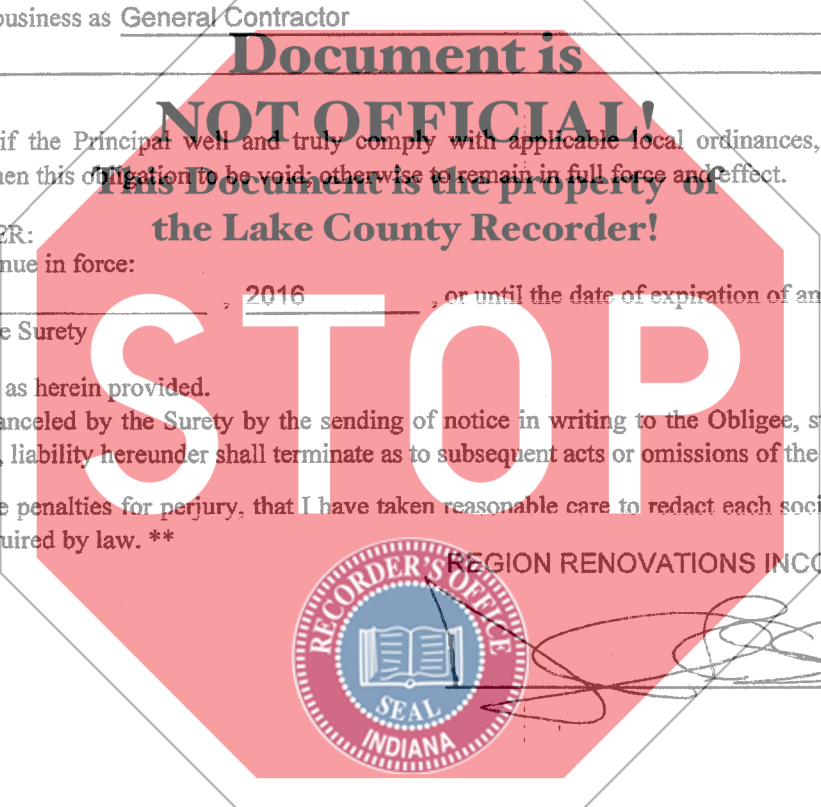 business as General Contractor
Document is
NOT OFFICIAL!
if the Principal well and truly comply with applicable local ordinances,
This Document is the property of
hen this obligation to be void; otherwise to remain in full force and effect.
the Lake County Recorder!
ER:
nue in force:
, 2016 , or until the date of expiration of an
e Surety
STOP
as herein provided.
anceled by the Surety by the sending of notice in writing to the Obligee, s
, liability hereunder shall terminate as to subsequent acts or omissions of the
e penalties for perjury, that I have taken reasonable care to redact each soci
uired by law. **
REGION RENOVATIONS INCO
RECORDER'S OFFICE
SEAL
INDIANA